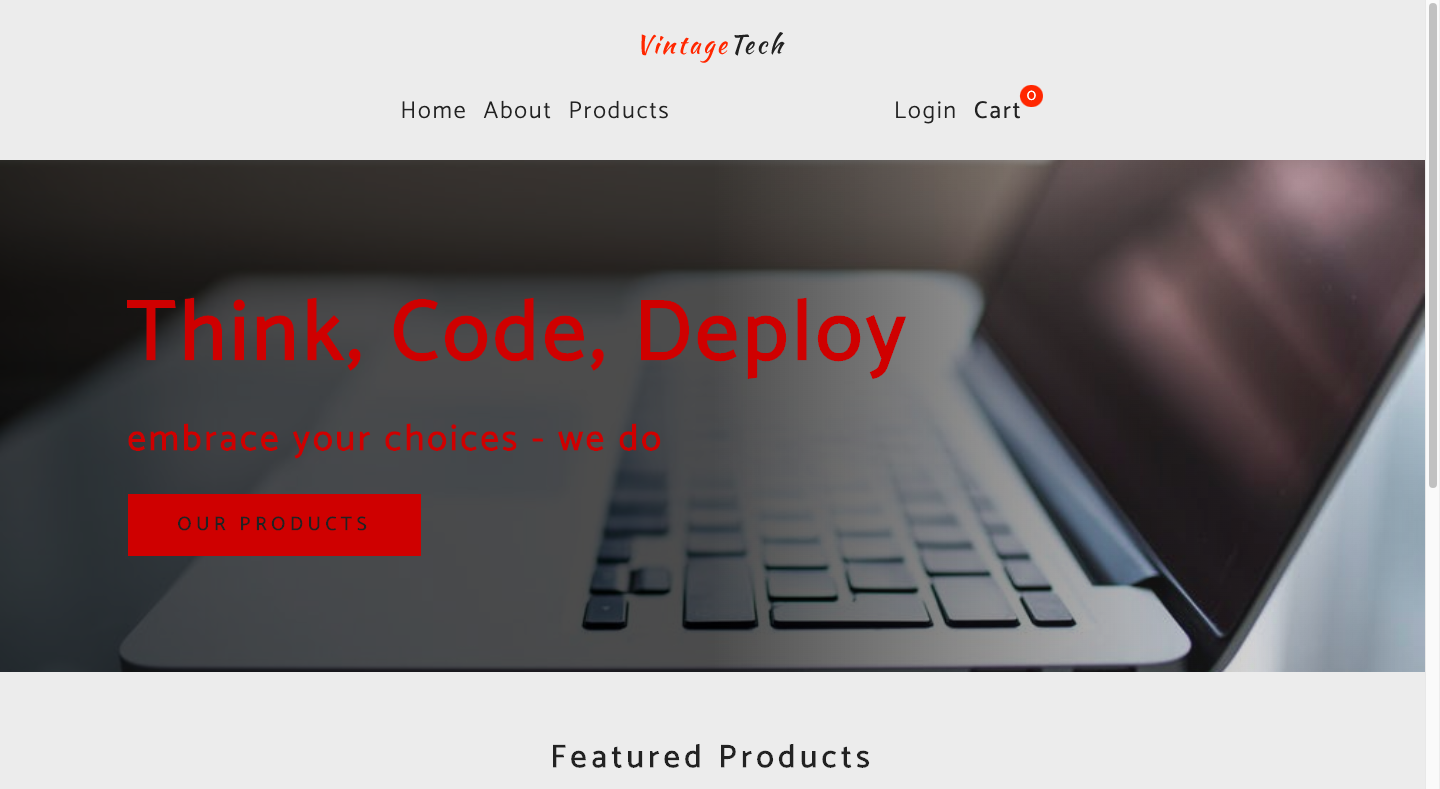 VintageTech
Home About Products Login Cart 0
Think, Code, Deploy
embrace your choices - we do
OUR PRODUCTS
Featured Products